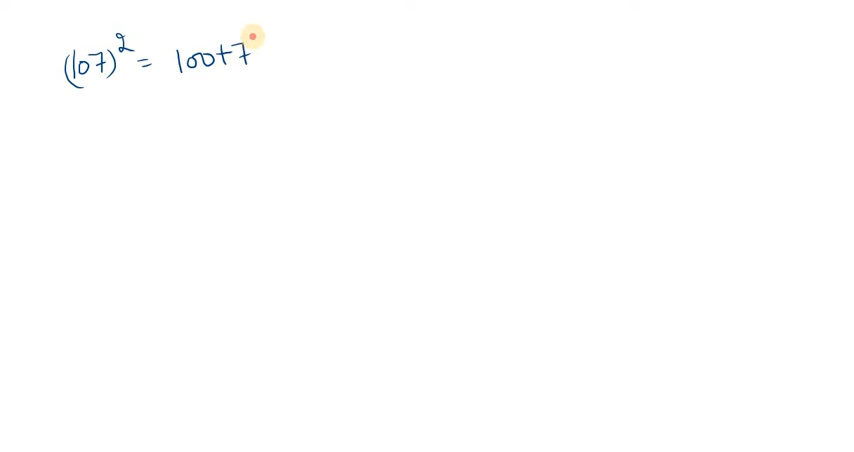 (107)² = 100+7